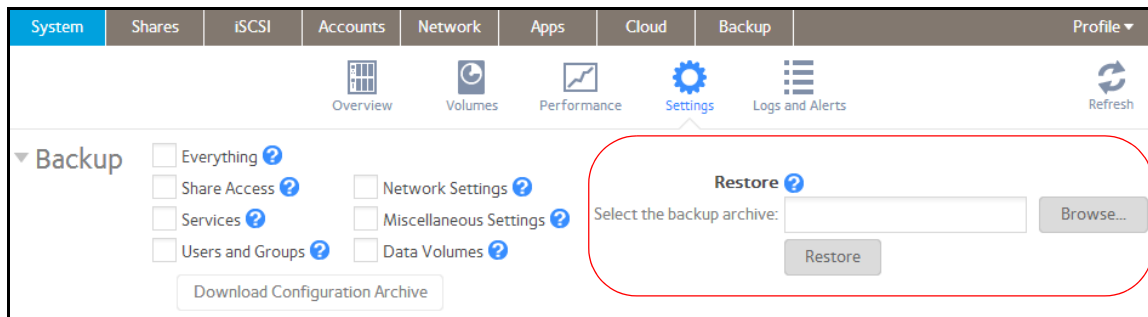 System Shares iSCSI Accounts Network Apps Cloud Backup Profile
Overview Volumes Performance Settings Logs and Alerts Refresh
Backup
Everything ?
Share Access ? Network Settings ?
Services ? Miscellaneous Settings ?
Users and Groups ? Data Volumes ?
Download Configuration Archive
Restore ?
Select the backup archive: Browse...
Restore